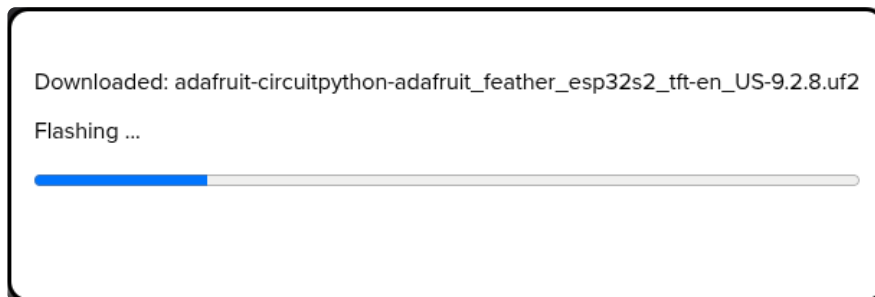 Downloaded: adafruit-circuitpython-adafruit_feather_esp32s2_tft-en_US-9.2.8.uf2
Flashing ...